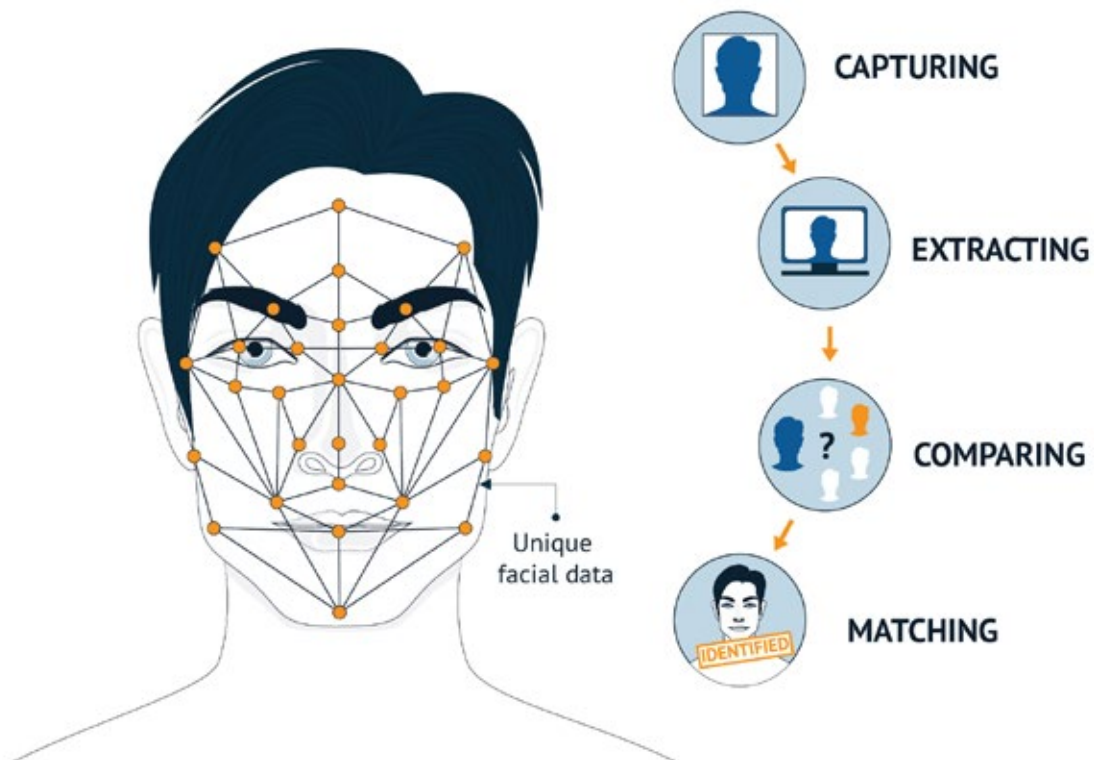 CAPTURING
EXTRACTING
?
COMPARING
Unique
facial data
MATCHING
IDENTIFIED